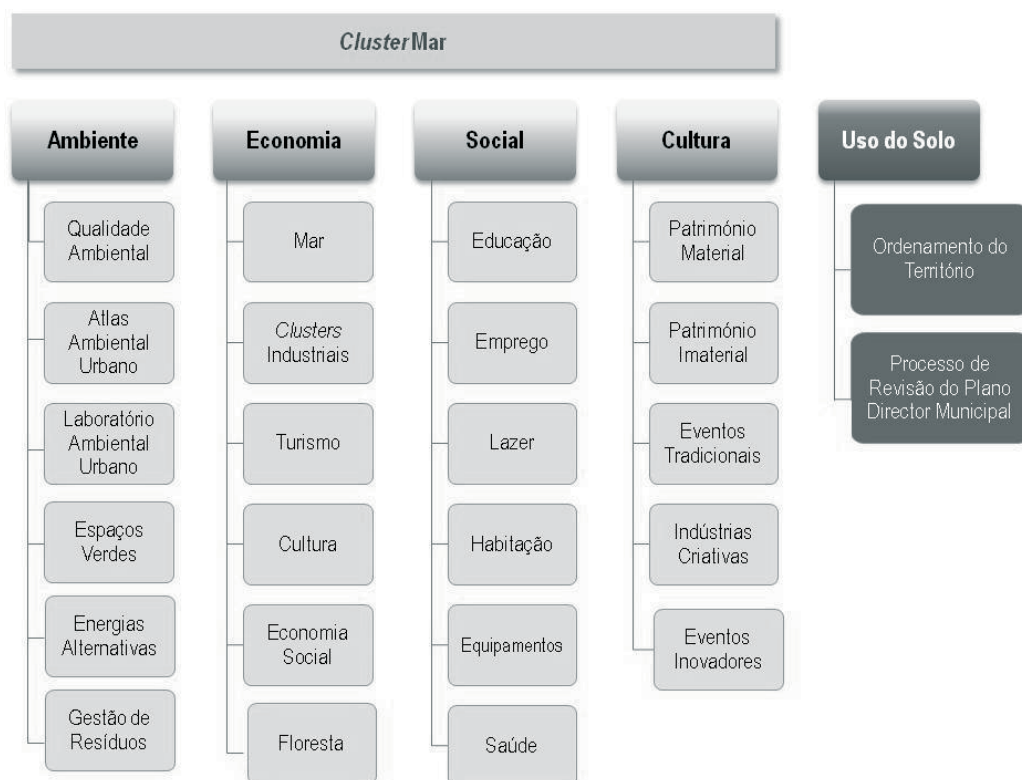 Cluster Mar
Ambiente
Qualidade
Ambiental
Atlas
Ambiental
Urbano
Laboratório
Ambiental
Urbano
Espaços
Verdes
Energias
Alternativas
Gestão de
Resíduos
Economia
Mar
Clusters
Industriais
Turismo
Cultura
Economia
Social
Floresta
Social
Educação
Emprego
Lazer
Habitação
Equipamentos
Saúde
Cultura
Património
Material
Património
Imaterial
Eventos
Tradicionais
Indústrias
Criativas
Eventos
Inovadores
Uso do Solo
Ordenamento do
Território
Processo de
Revisão do Plano
Director Municipal